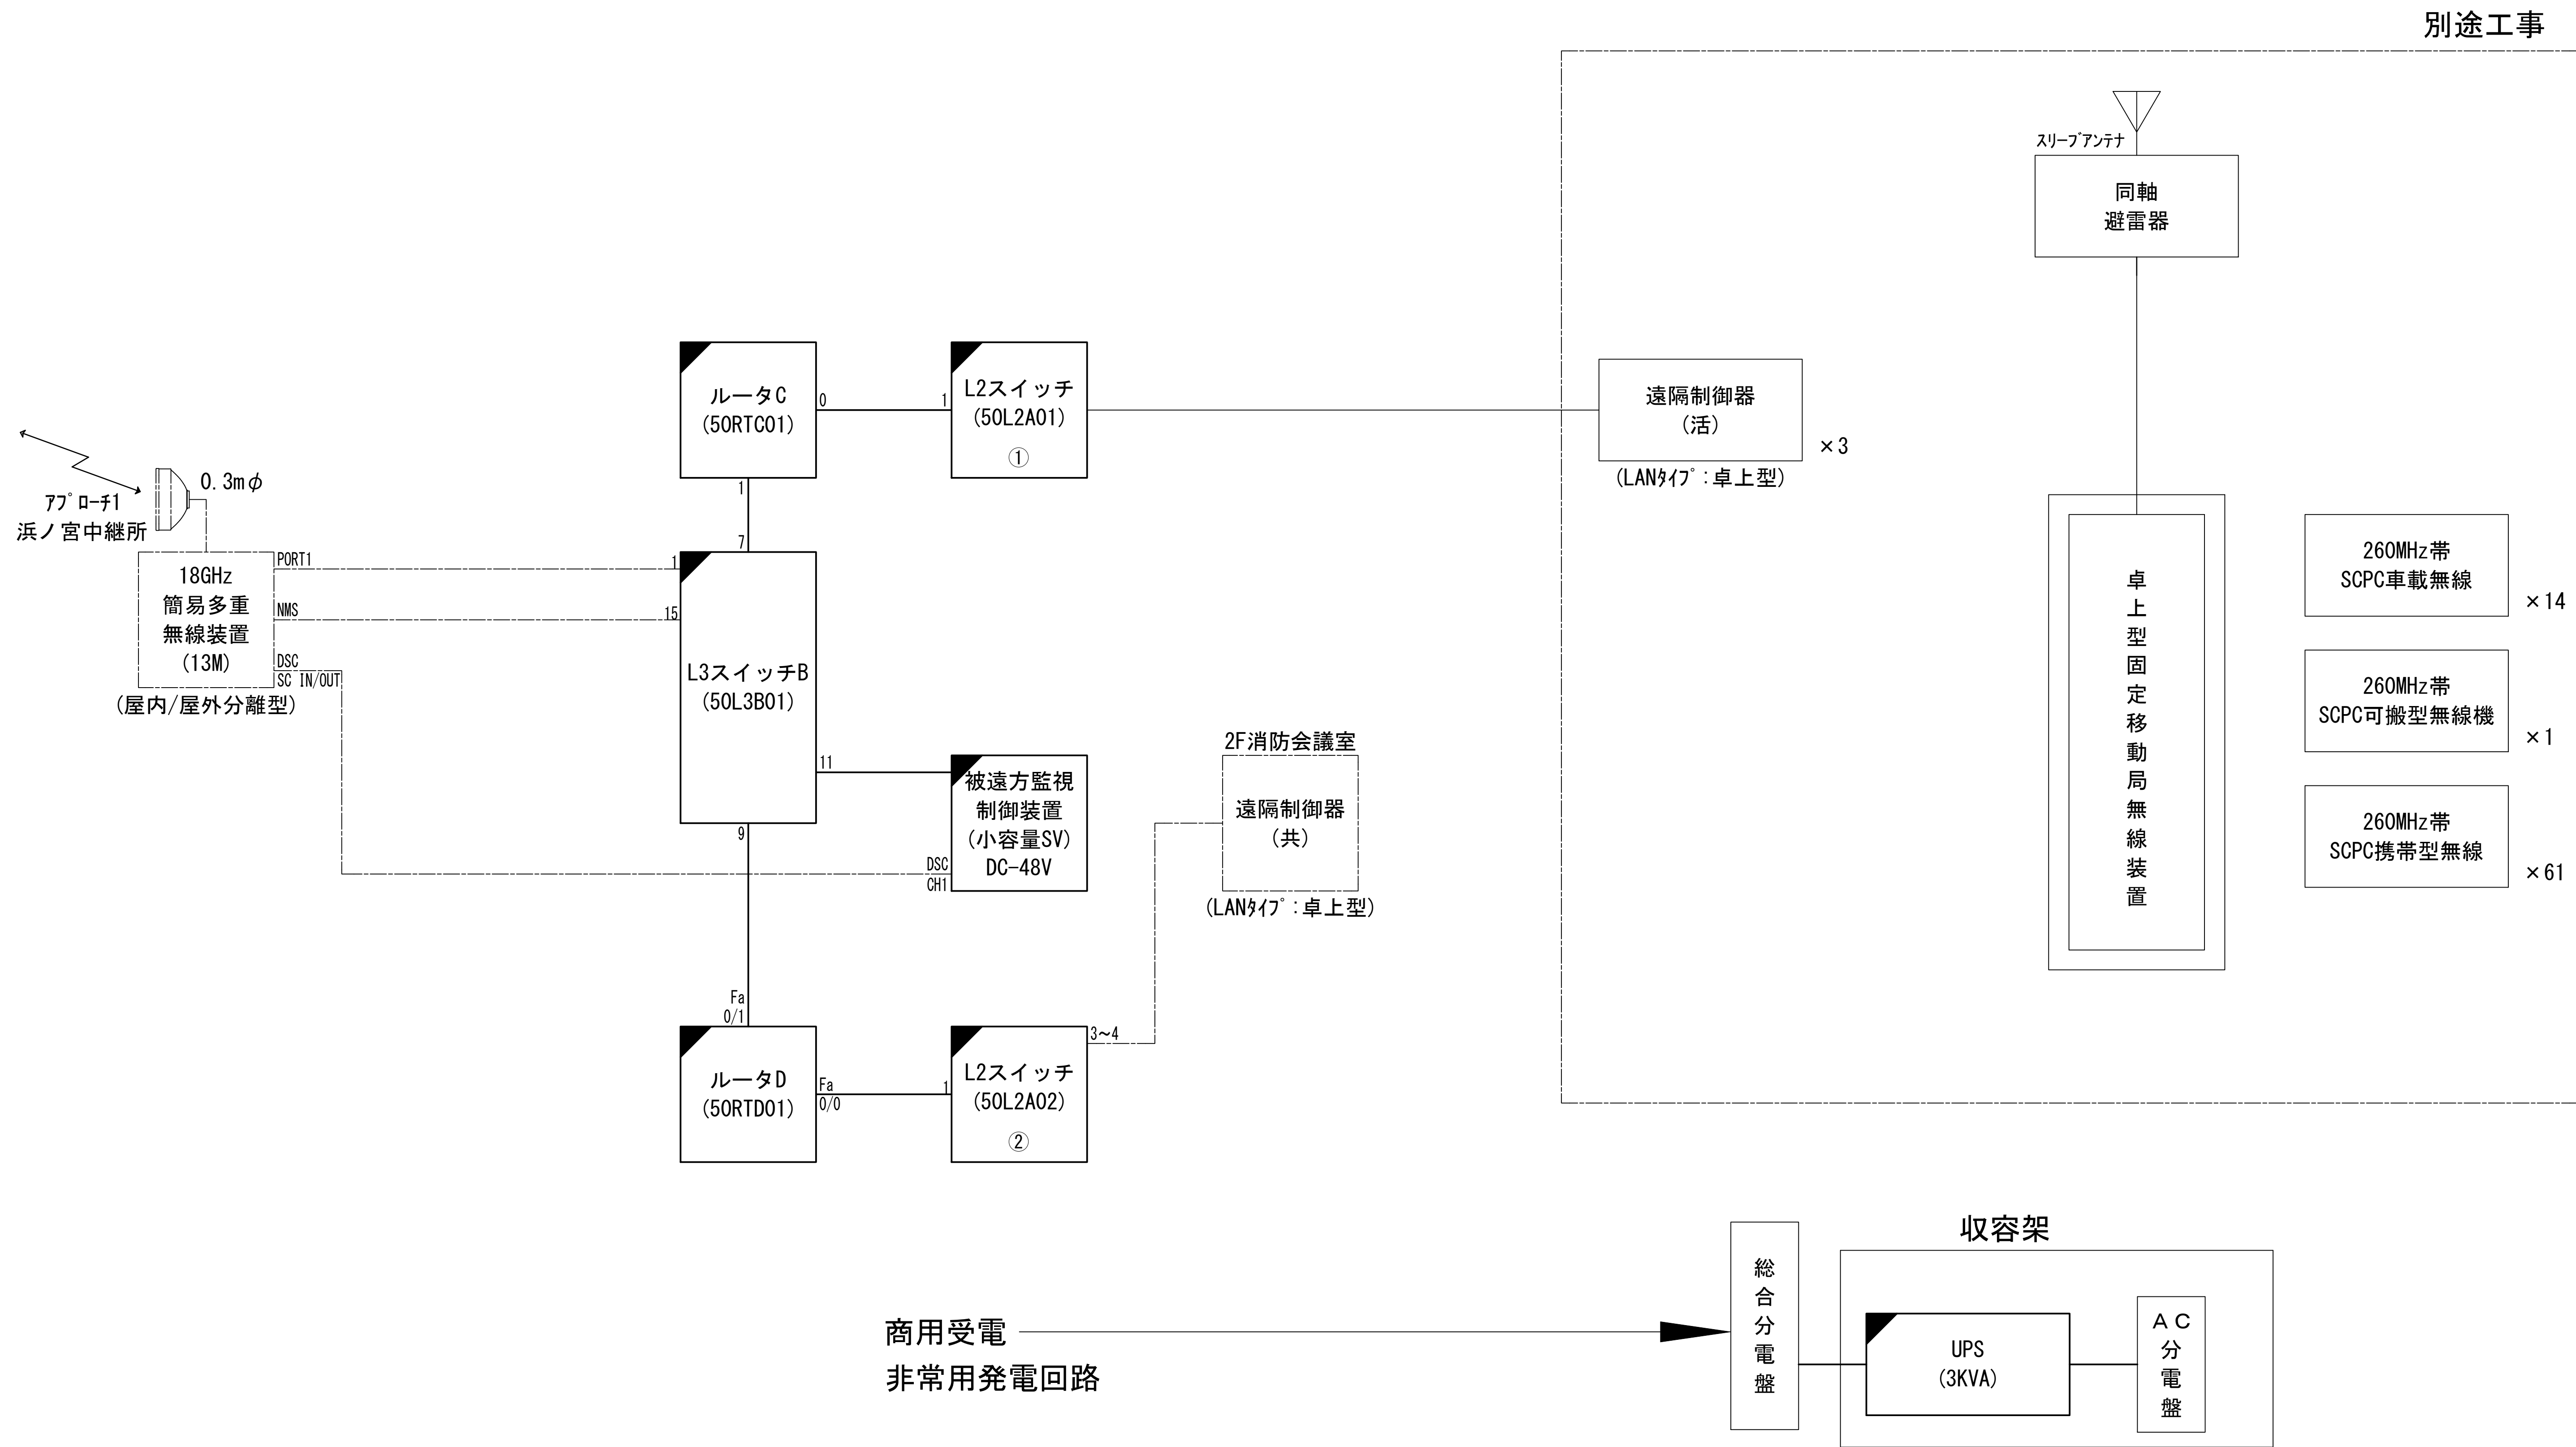 別途工事
スリーブアンテナ
同軸
避雷器
ルータC
(50RTC01)
0
1
1
L2スイッチ
(50L2A01)
①
遠隔制御器
(活)
×3
(LANﾀｲﾌﾟ:卓上型)
0.3mφ
ｱﾌﾟﾛｰﾁ1
浜ノ宮中継所
18GHz
簡易多重
無線装置
(13M)
(屋内/屋外分離型)
PORT1
NMS
DSC
SC IN/OUT
7
1
15
L3スイッチB
(50L3B01)
11
9
被遠方監視
制御装置
(小容量SV)
DC-48V
DSC
CH1
2F消防会議室
遠隔制御器
(共)
(LANﾀｲﾌﾟ:卓上型)
卓上型固定移動局無線装置
260MHz帯
SCPC車載無線
×14
260MHz帯
SCPC可搬型無線機
×1
260MHz帯
SCPC携帯型無線
×61
Fa
0/1
ルータD
(50RTD01)
Fa
0/0
1
L2スイッチ
(50L2A02)
②
3～4
商用受電
非常用発電回路
総合分電盤
収容架
UPS
(3KVA)
ＡＣ
分電盤